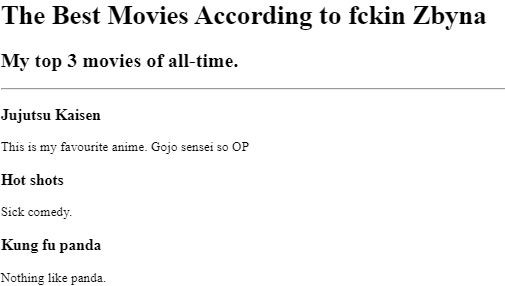 The Best Movies According to fckin Zbyna
My top 3 movies of all-time.
Jujutsu Kaisen
This is my favourite anime. Gojo sensei so OP
Hot shots
Sick comedy.
Kung fu panda
Nothing like panda.